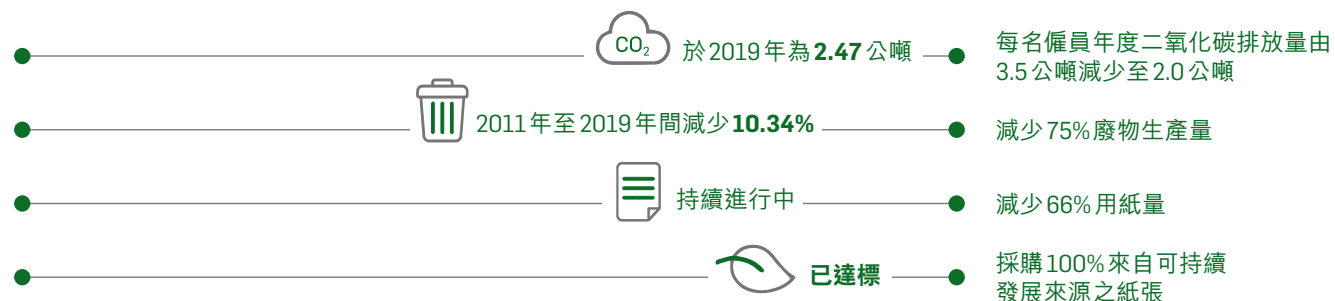 CO₂ 於2019年為2.47公噸
每名僱員年度二氧化碳排放量由
3.5公噸減少至2.0公噸
2011年至2019年間減少10.34%
減少75%廢物生產量
持續進行中
減少66%用紙量
已達標
採購100%來自可持續
發展來源之紙張